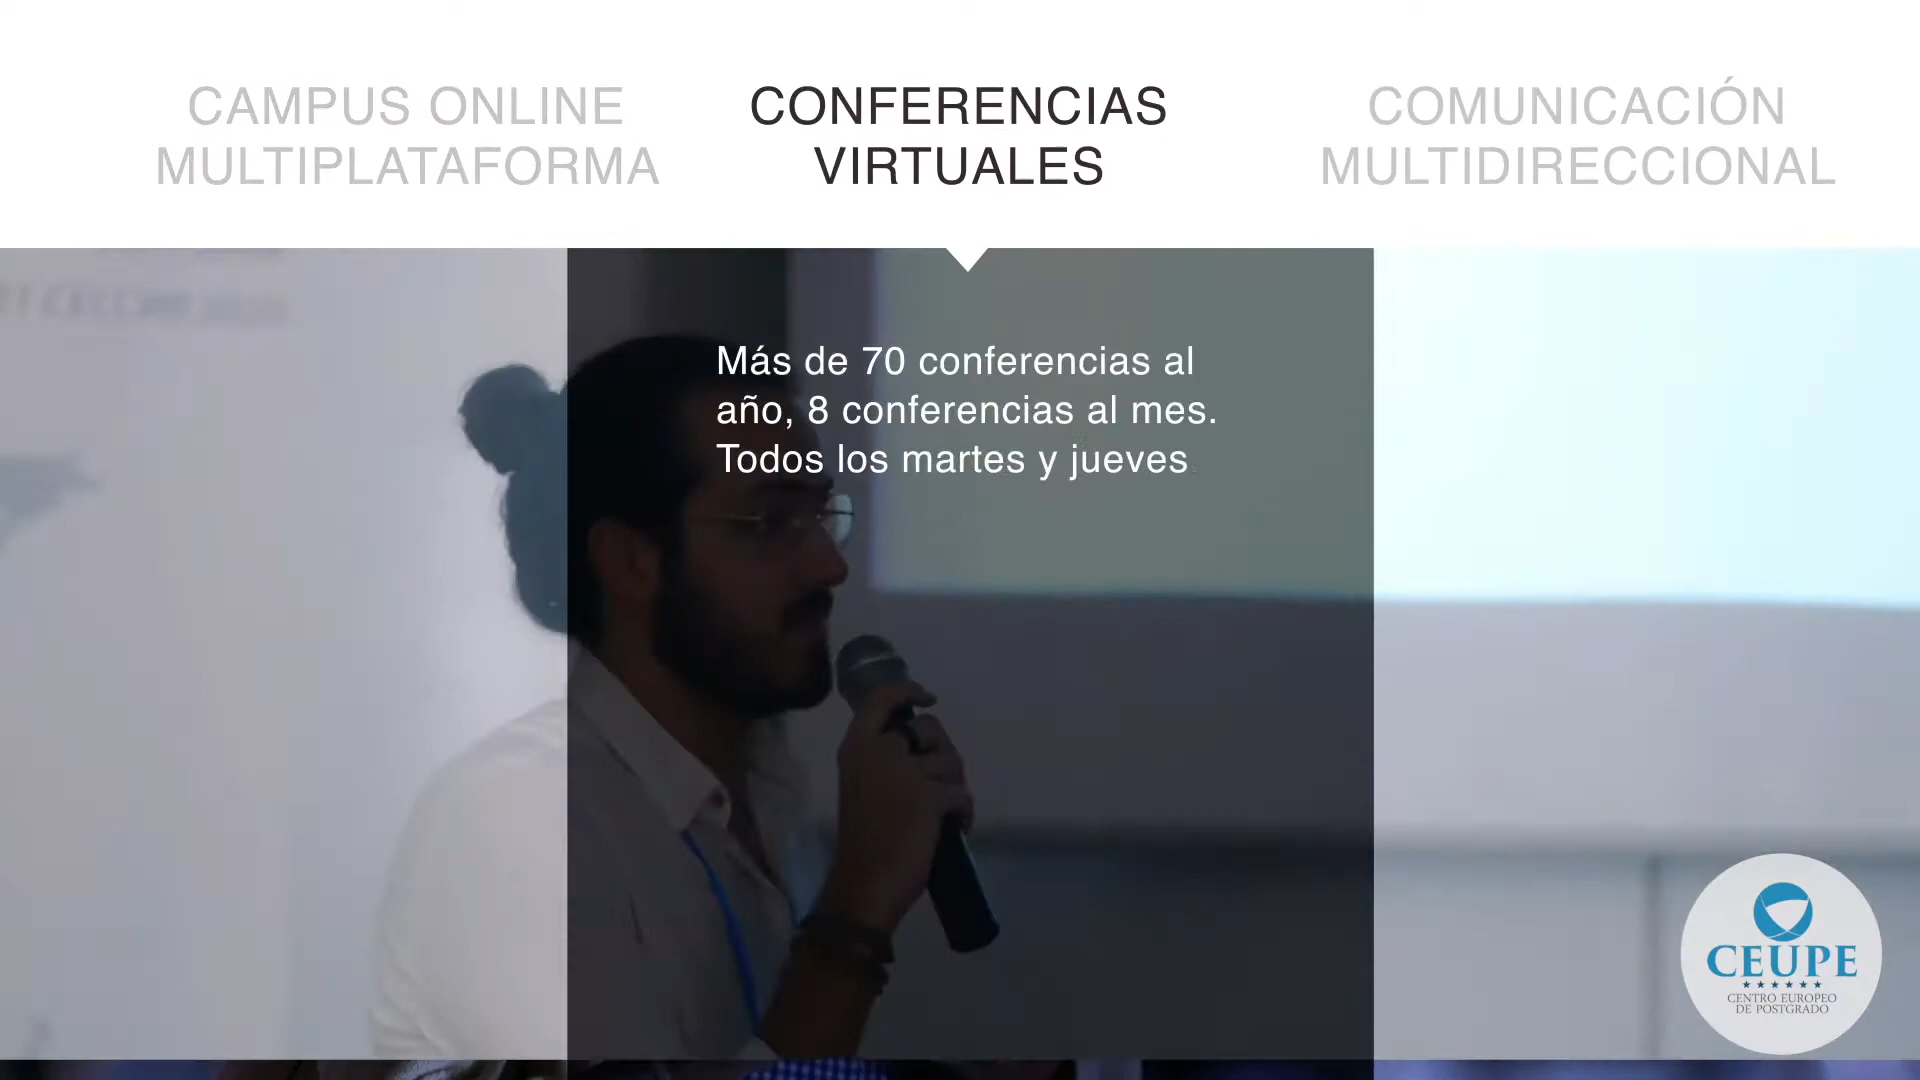 CAMPUS ONLINE
MULTIPLATAFORMA
CONFERENCIAS
VIRTUALES
COMUNICACIÓN
MULTIDIRECCIONAL
Más de 70 conferencias al
año, 8 conferencias al mes.
Todos los martes y jueves
CEUPE
CENTRO EUROPEO
DE POSTGRADO